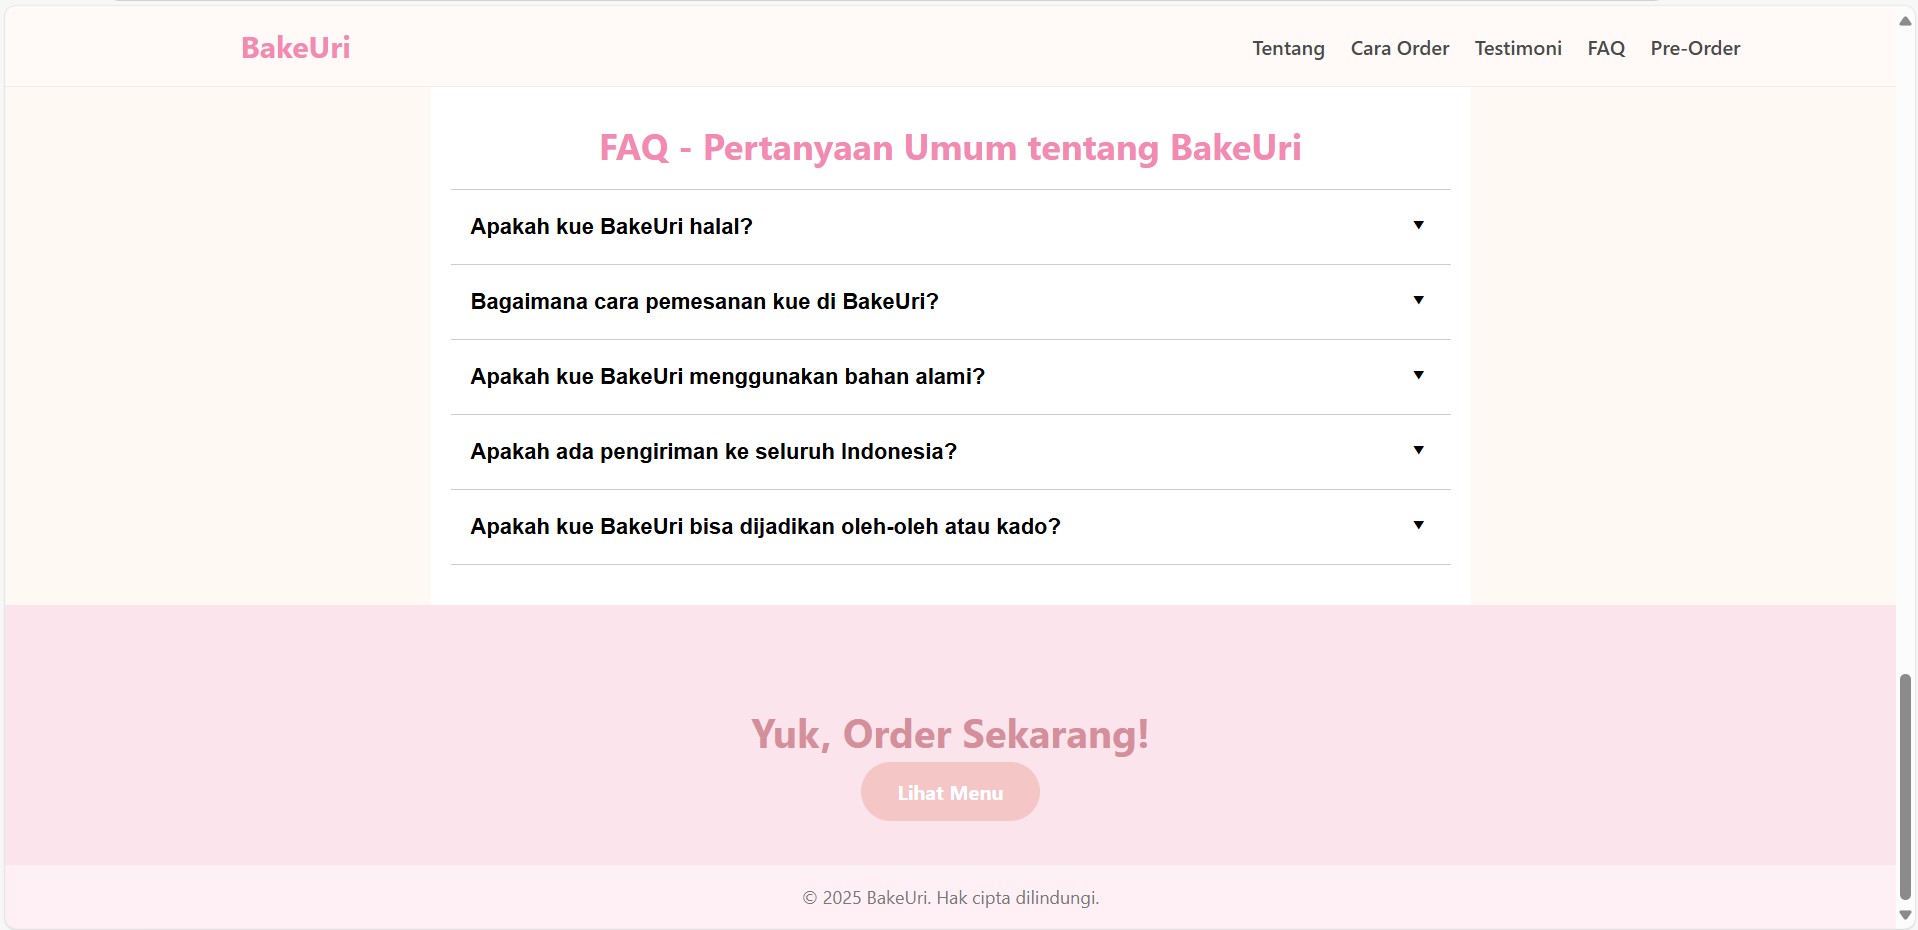 BakeUri
Tentang Cara Order Testimoni FAQ Pre-Order
FAQ - Pertanyaan Umum tentang BakeUri
Apakah kue BakeUri halal?
Bagaimana cara pemesanan kue di BakeUri?
Apakah kue BakeUri menggunakan bahan alami?
Apakah ada pengiriman ke seluruh Indonesia?
Apakah kue BakeUri bisa dijadikan oleh-oleh atau kado?
Yuk, Order Sekarang!
Lihat Menu
© 2025 BakeUri. Hak cipta dilindungi.